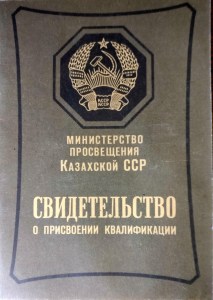 МИНИСТЕРСТВО
ПРОСВЕЩЕНИЯ
КАЗАХСКОЙ ССР
СВИДЕТЕЛЬСТВО
О ПРИСВОЕНИИ КВАЛИФИКАЦИИ